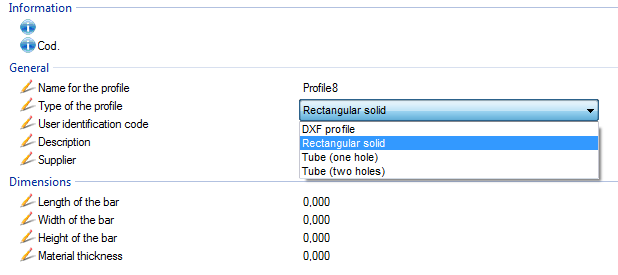 Information
Cod.
General
Name for the profile Profile8
Type of the profile Rectangular solid
User identification code DXF profile
Description Rectangular solid
Supplier Tube (one hole)
Tube (two holes)
Dimensions
Length of the bar 0,000
Width of the bar 0,000
Height of the bar 0,000
Material thickness 0,000